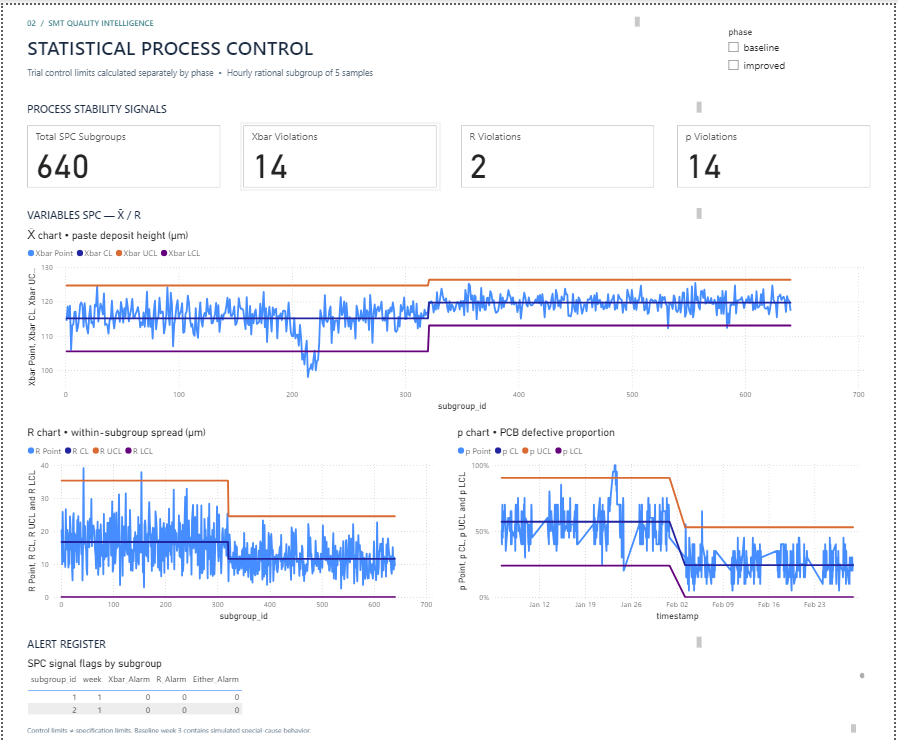 02 / SMT QUALITY INTELLIGENCE
STATISTICAL PROCESS CONTROL
Trial control limits calculated separately by phase • Hourly rational subgroup of 5 samples
phase
baseline
improved
PROCESS STABILITY SIGNALS
Total SPC Subgroups
640
Xbar Violations
14
R Violations
2
p Violations
14
VARIABLES SPC — X̄ / R
X̄ chart • paste deposit height (µm)
Xbar Point Xbar CL Xbar UCL Xbar LCL
Xbar Point, Xbar CL, Xbar UC...
130
120
110
100
0 100 200 300 400 500 600 700
subgroup_id
R chart • within-subgroup spread (µm)
R Point R CL R UCL R LCL
R Point, R CL, R UCL and R LCL
40
30
20
10
0
0 100 200 300 400 500 600 700
subgroup_id
p chart • PCB defective proportion
p Point p CL p UCL p LCL
p Point, p CL, p UCL and p LCL
100%
50%
0%
Jan 12 Jan 19 Jan 26 Feb 02 Feb 09 Feb 16 Feb 23
timestamp
ALERT REGISTER
SPC signal flags by subgroup
subgroup_id week Xbar_Alarm R_Alarm Either_Alarm
1 1 0 0 0
2 1 0 0 0
Control limits ≠ specification limits. Baseline week 3 contains simulated special-cause behavior.